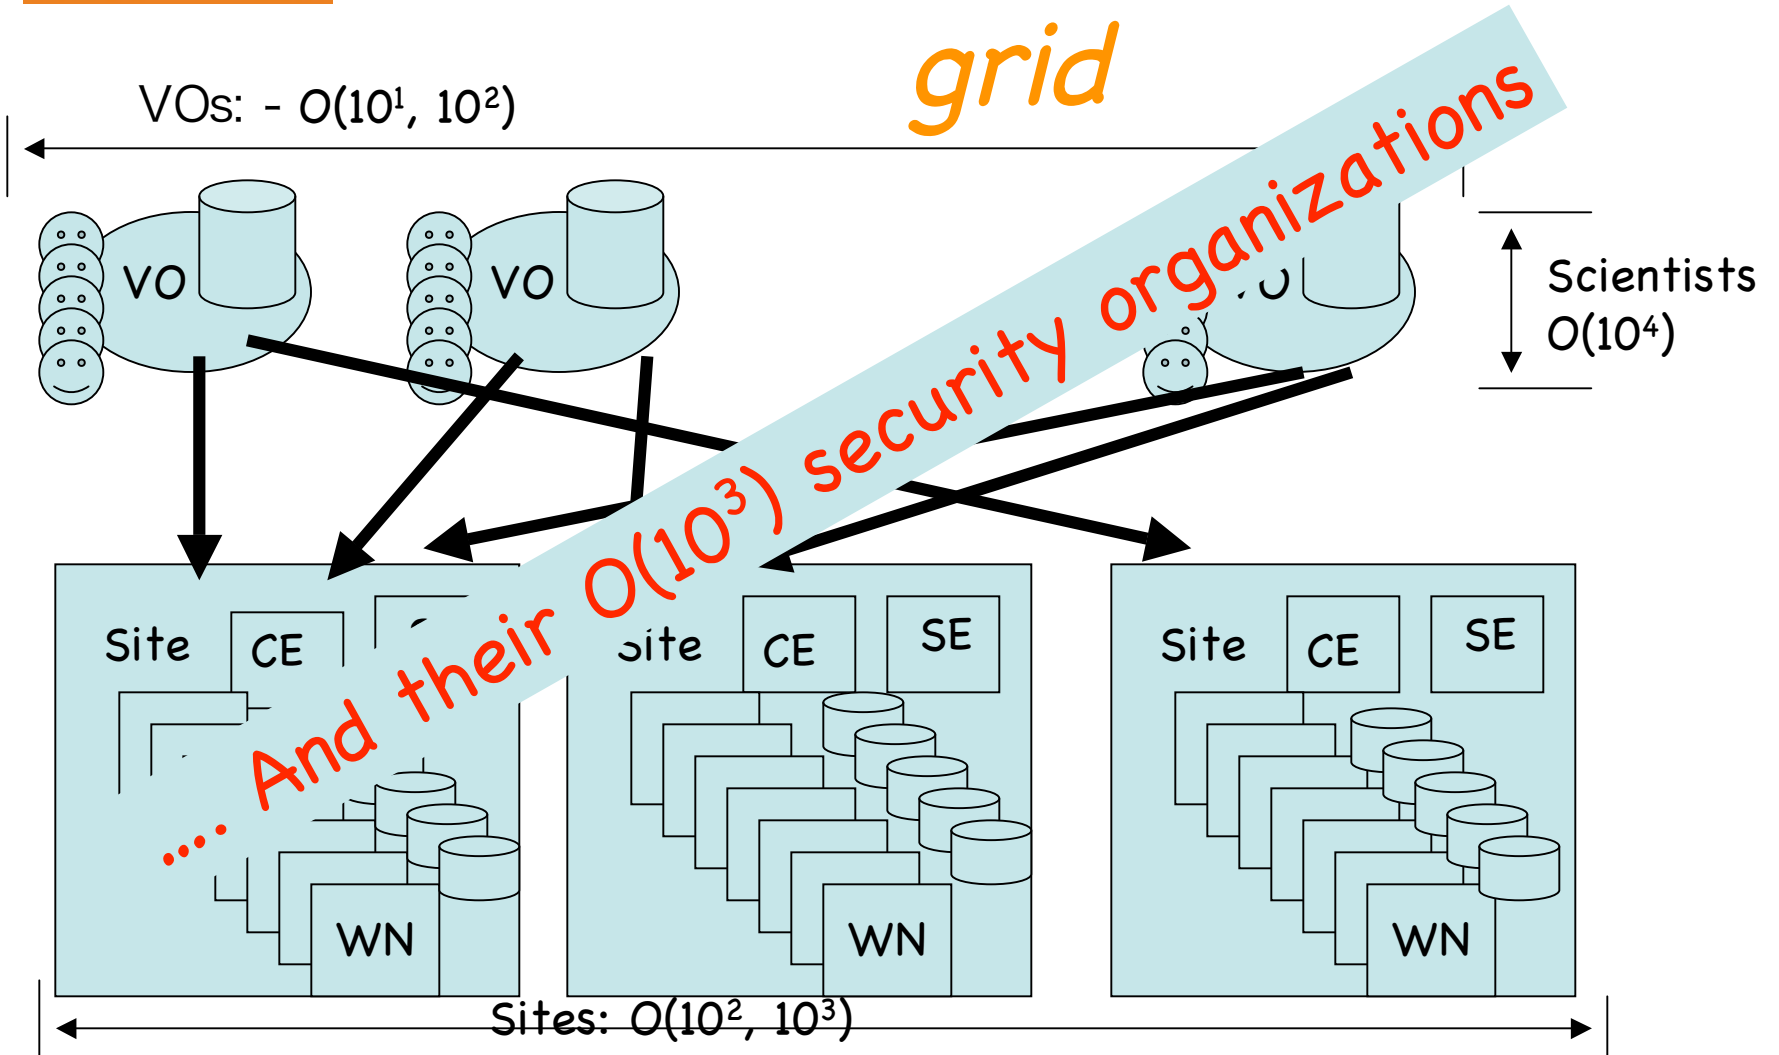 grid
VOs: - O(10¹, 10²)
VO
VO
Scientists
O(10⁴)
.... And their O(10³) security organizations
Site
CE
WN
CE
SE
WN
Site
CE
SE
WN
Sites: O(10², 10³)